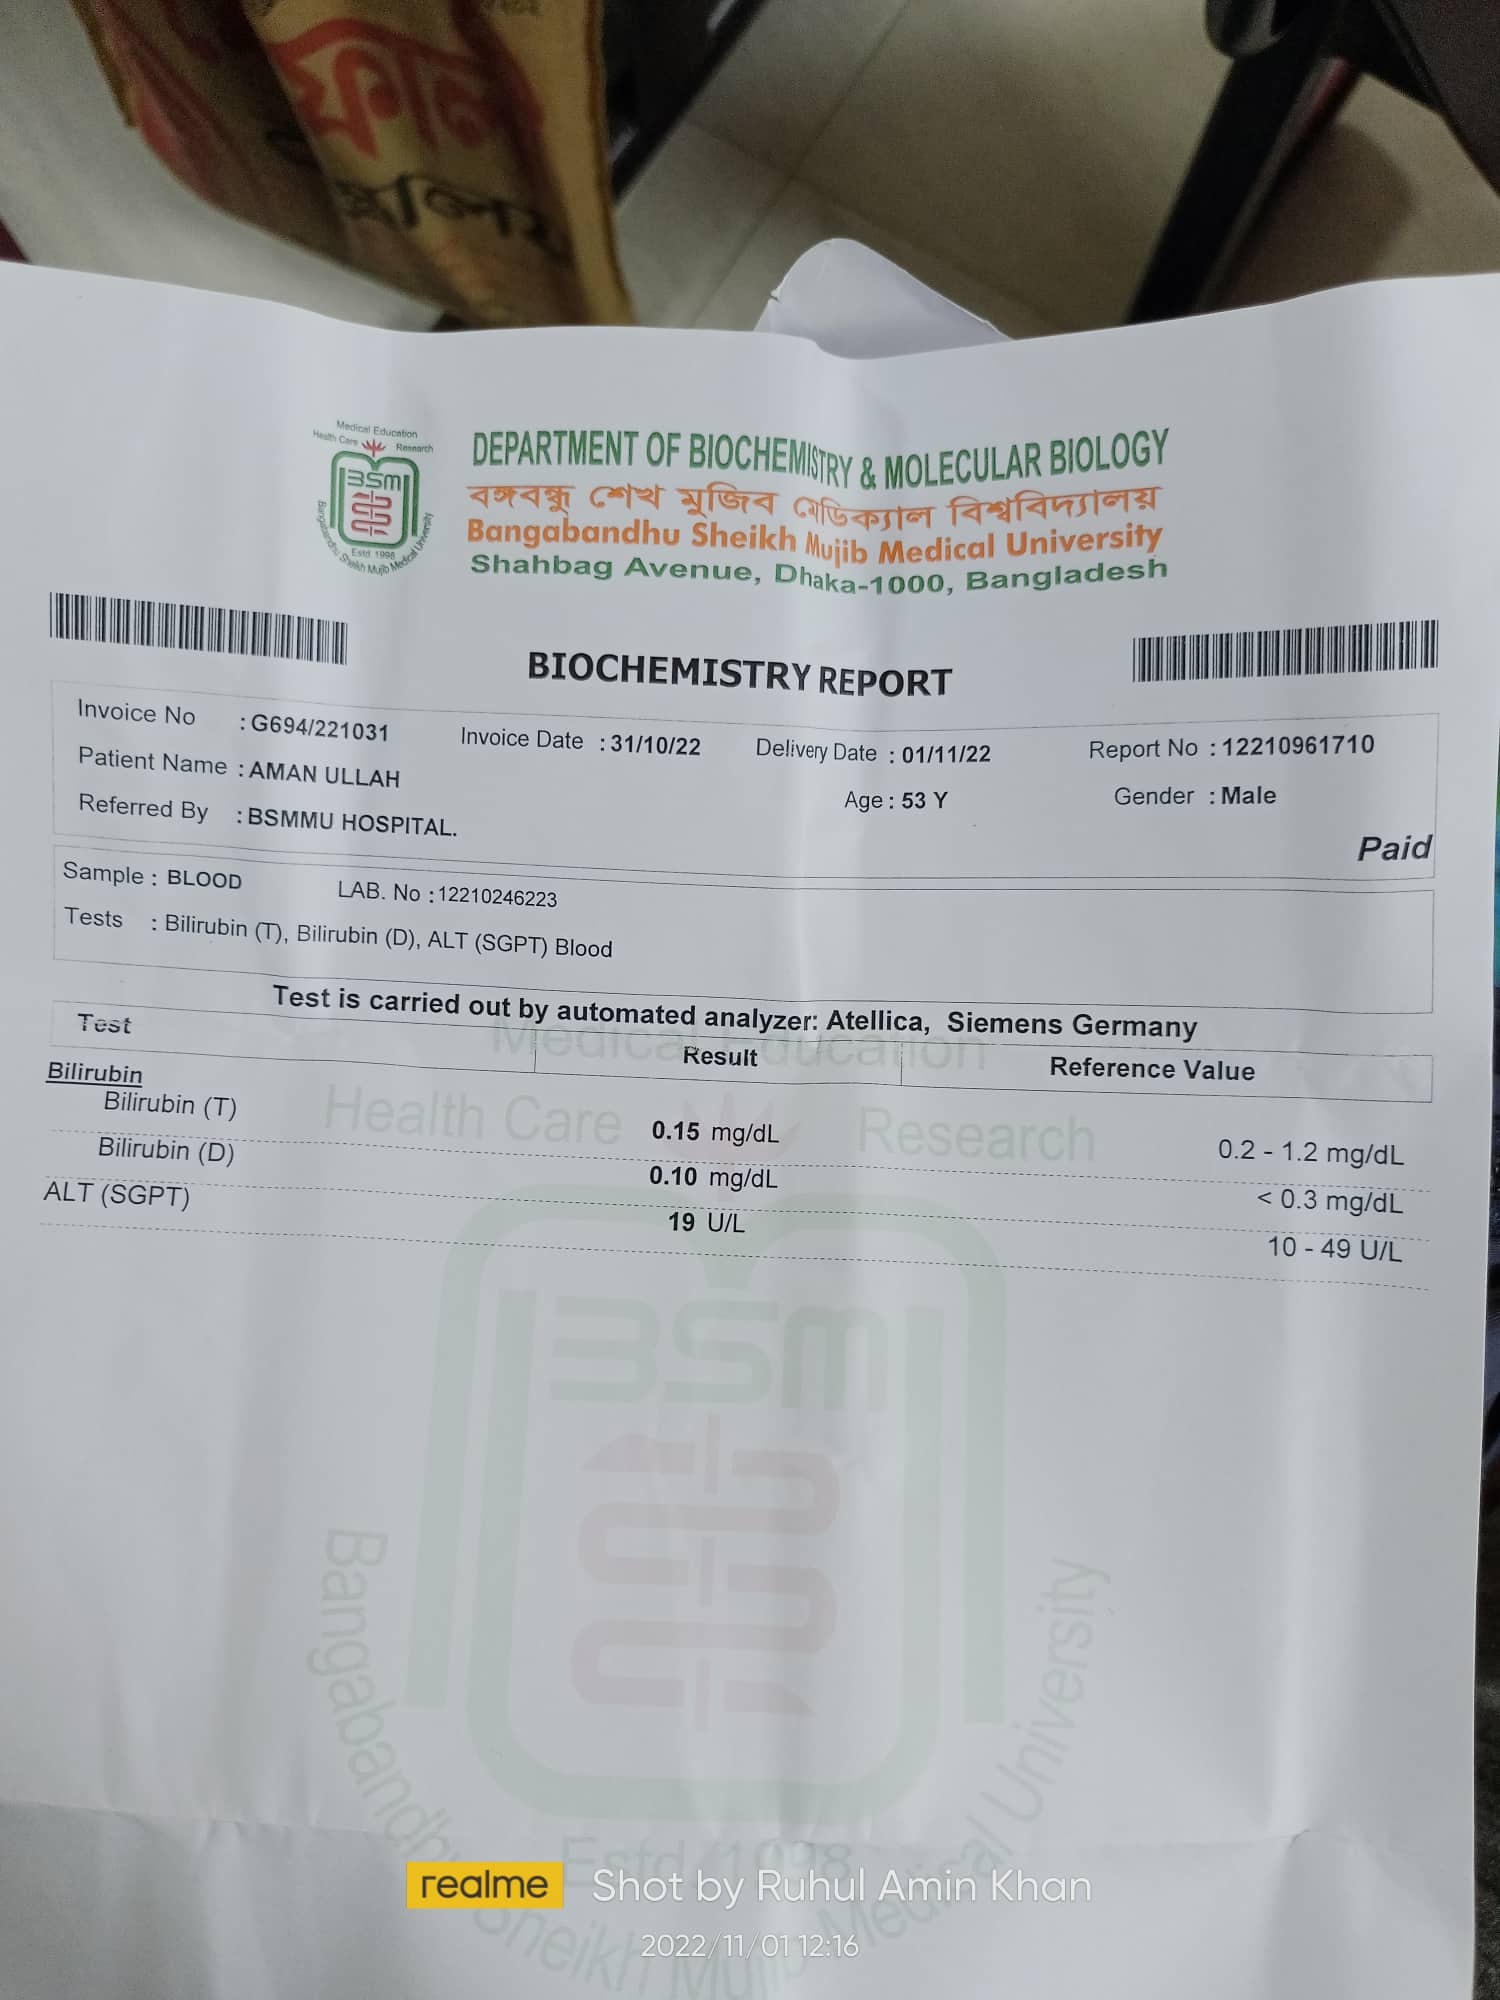 ফ্রেশ
Medical Education
Health Care Research
BSM
Estd 1998
Bangabandhu Sheikh Mujib Medical University
DEPARTMENT OF BIOCHEMISTRY & MOLECULAR BIOLOGY
বঙ্গবন্ধু শেখ মুজিব মেডিক্যাল বিশ্ববিদ্যালয়
Bangabandhu Sheikh Mujib Medical University
Shahbag Avenue, Dhaka-1000, Bangladesh
BIOCHEMISTRY REPORT
Invoice No : G694/221031 Invoice Date : 31/10/22 Delivery Date : 01/11/22 Report No : 12210961710
Patient Name : AMAN ULLAH Age : 53 Y Gender : Male
Referred By : BSMMU HOSPITAL.
Paid
Sample : BLOOD LAB. No : 12210246223
Tests : Bilirubin (T), Bilirubin (D), ALT (SGPT) Blood
Test is carried out by automated analyzer: Atellica, Siemens Germany
Test Result Reference Value
Bilirubin
Bilirubin (T) 0.15 mg/dL 0.2 - 1.2 mg/dL
Bilirubin (D) 0.10 mg/dL < 0.3 mg/dL
ALT (SGPT) 19 U/L 10 - 49 U/L
Medical Education
Health Care Research
BSM
Estd 1998
Bangabandhu Sheikh Mujib Medical University
realme Shot by Ruhul Amin Khan
2022/11/01 12:16